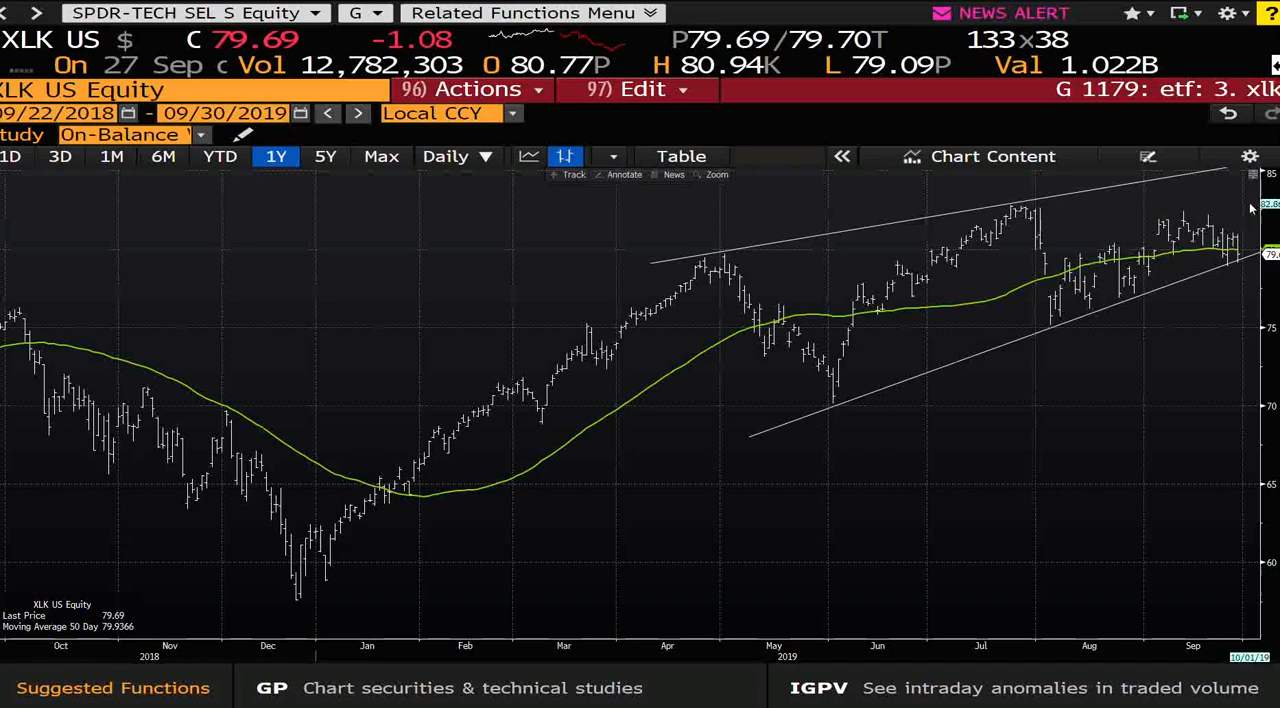 SPDR-TECH SEL S Equity G Related Functions Menu NEWS ALERT ?
XLK US $ C 79.69 -1.08 P79.69/79.70T 133x38
On 27 Sep Vol 12,782,303 O 80.77P H 80.94K L 79.09P Val 1.022B
XLK US Equity 96) Actions 97) Edit G 1179: etf: 3. xlk
09/22/2018 - 09/30/2019 Local CCY
tudy On-Balance
1D 3D 1M 6M YTD 1Y 5Y Max Daily Table Chart Content
Track Annotate News Zoom
85
82.86
79.6
75
70
65
60
XLK US Equity
Last Price 79.69
Moving Average 50 Day 79.9366
Oct Nov Dec Jan Feb Mar Apr May Jun Jul Aug Sep
2018 2019 10/01/19
Suggested Functions GP Chart securities & technical studies IGPV See intraday anomalies in traded volume